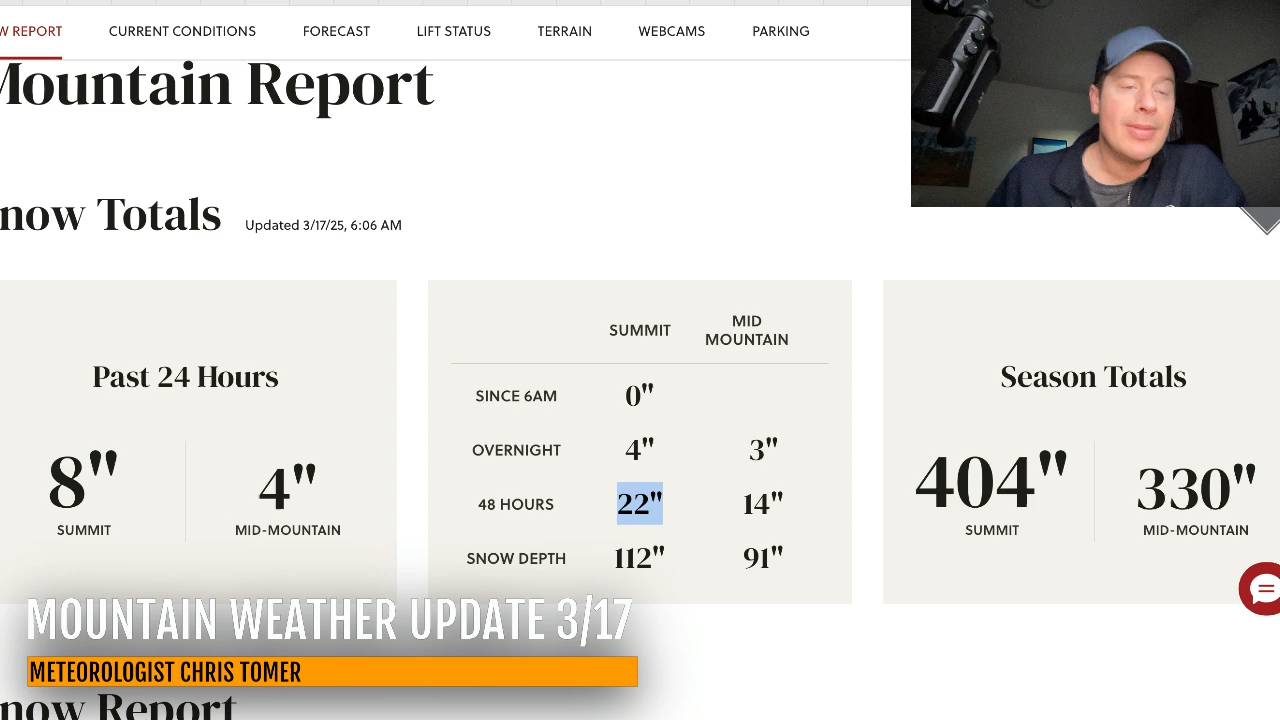 W REPORT CURRENT CONDITIONS FORECAST LIFT STATUS TERRAIN WEBCAMS PARKING
Mountain Report
now Totals Updated 3/17/25, 6:06 AM
Past 24 Hours
8" 4"
SUMMIT MID-MOUNTAIN
SUMMIT MID
MOUNTAIN
SINCE 6AM 0"
OVERNIGHT 4" 3"
48 HOURS 22" 14"
SNOW DEPTH 112" 91"
Season Totals
404" 330"
SUMMIT MID-MOUNTAIN
MOUNTAIN WEATHER UPDATE 3/17
METEOROLOGIST CHRIS TOMER
now Report